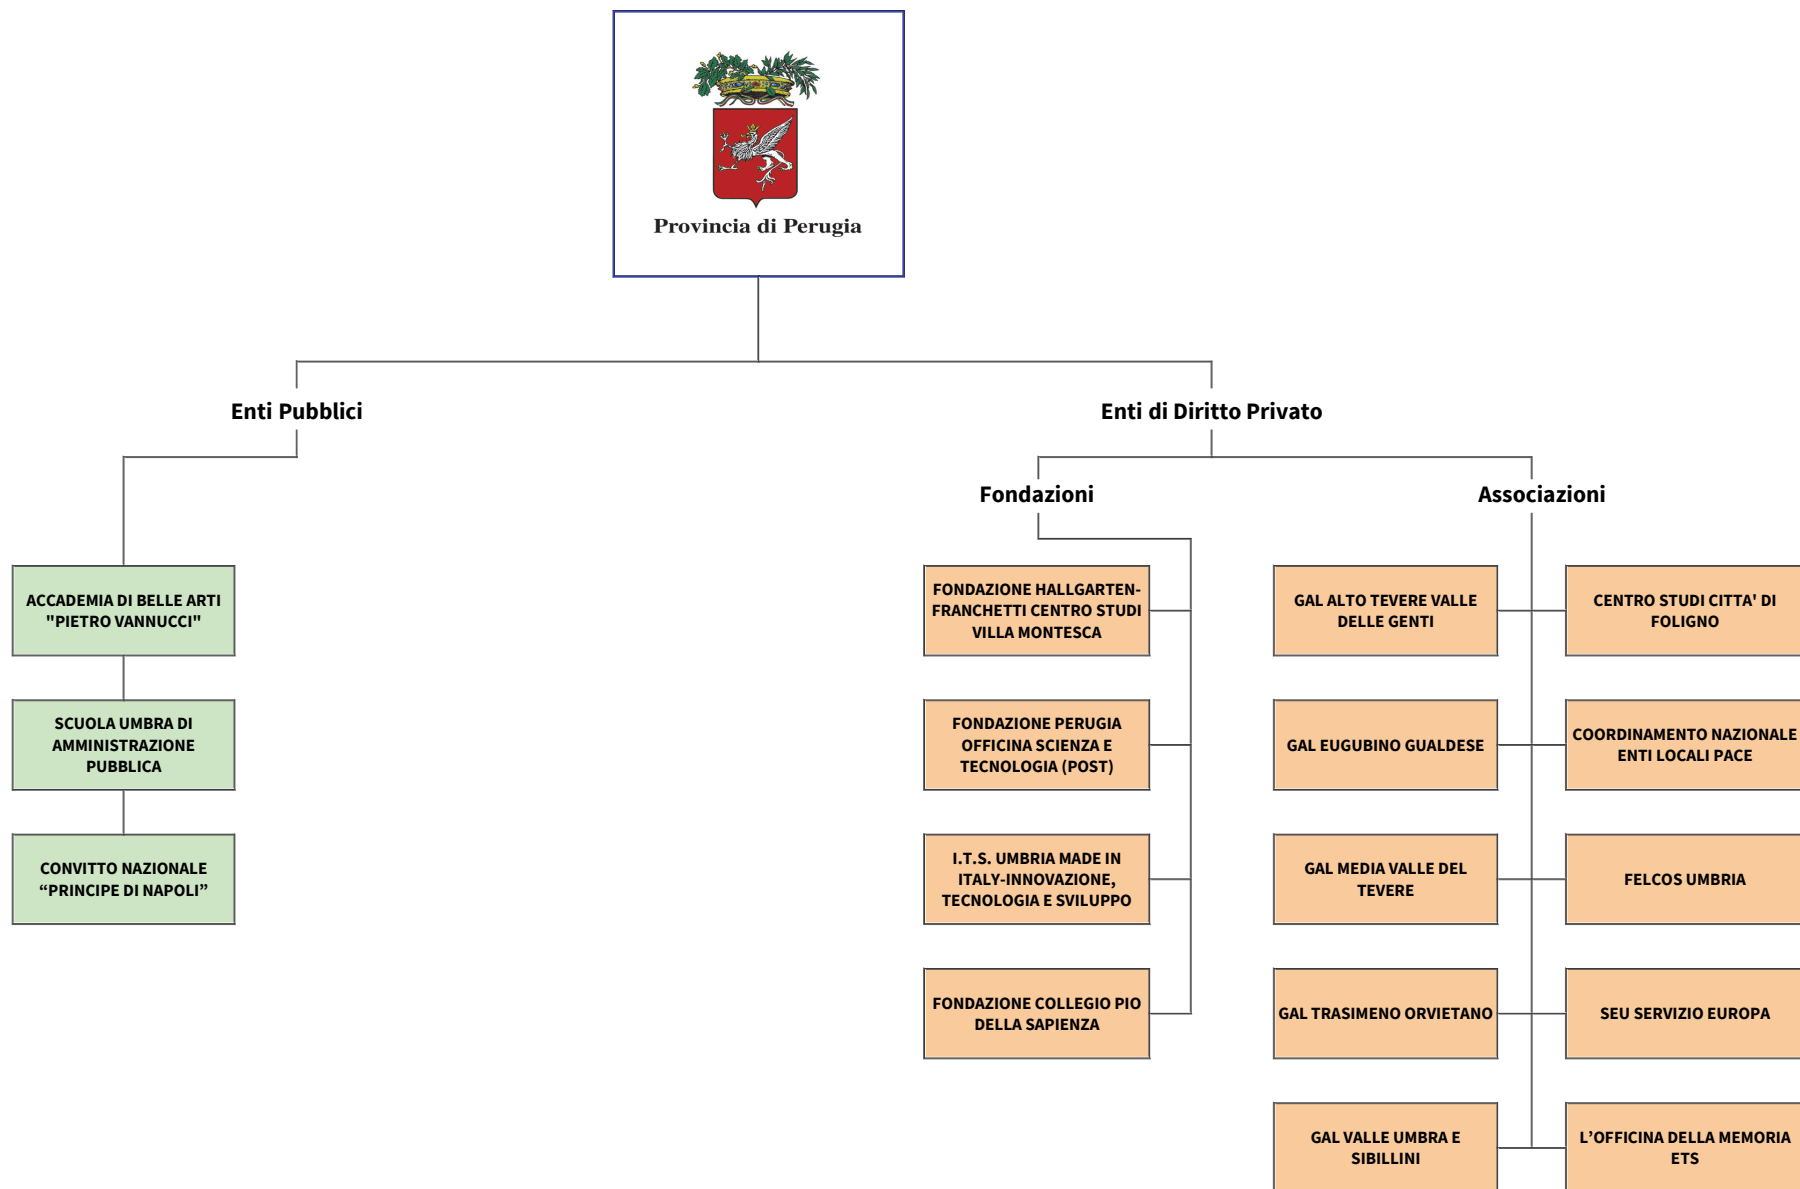 Provincia di Perugia
Enti Pubblici
Enti di Diritto Privato
Fondazioni
Associazioni
ACCADEMIA DI BELLE ARTI
"PIETRO VANNUCCI"
SCUOLA UMBRA DI
AMMINISTRAZIONE
PUBBLICA
CONVITTO NAZIONALE
“PRINCIPE DI NAPOLI”
FONDAZIONE HALLGARTEN-
FRANCHETTI CENTRO STUDI
VILLA MONTESCA
FONDAZIONE PERUGIA
OFFICINA SCIENZA E
TECNOLOGIA (POST)
I.T.S. UMBRIA MADE IN
ITALY-INNOVAZIONE,
TECNOLOGIA E SVILUPPO
FONDAZIONE COLLEGIO PIO
DELLA SAPIENZA
GAL ALTO TEVERE VALLE
DELLE GENTI
GAL EUGUBINO GUALDESE
GAL MEDIA VALLE DEL
TEVERE
GAL TRASIMENO ORVIETANO
GAL VALLE UMBRA E
SIBILLINI
CENTRO STUDI CITTA' DI
FOLIGNO
COORDINAMENTO NAZIONALE
ENTI LOCALI PACE
FELCOS UMBRIA
SEU SERVIZIO EUROPA
L’OFFICINA DELLA MEMORIA
ETS